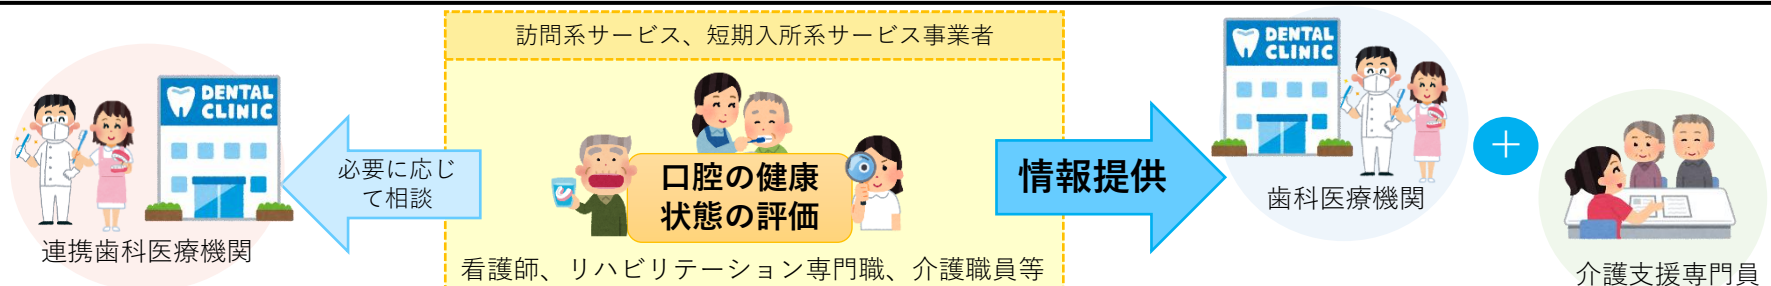 訪問系サービス、短期入所系サービス事業者
DENTAL
CLINIC
連携歯科医療機関
必要に応じ
て相談
口腔の健康
状態の評価
看護師、リハビリテーション専門職、介護職員等
情報提供
DENTAL
CLINIC
歯科医療機関
+
介護支援専門員